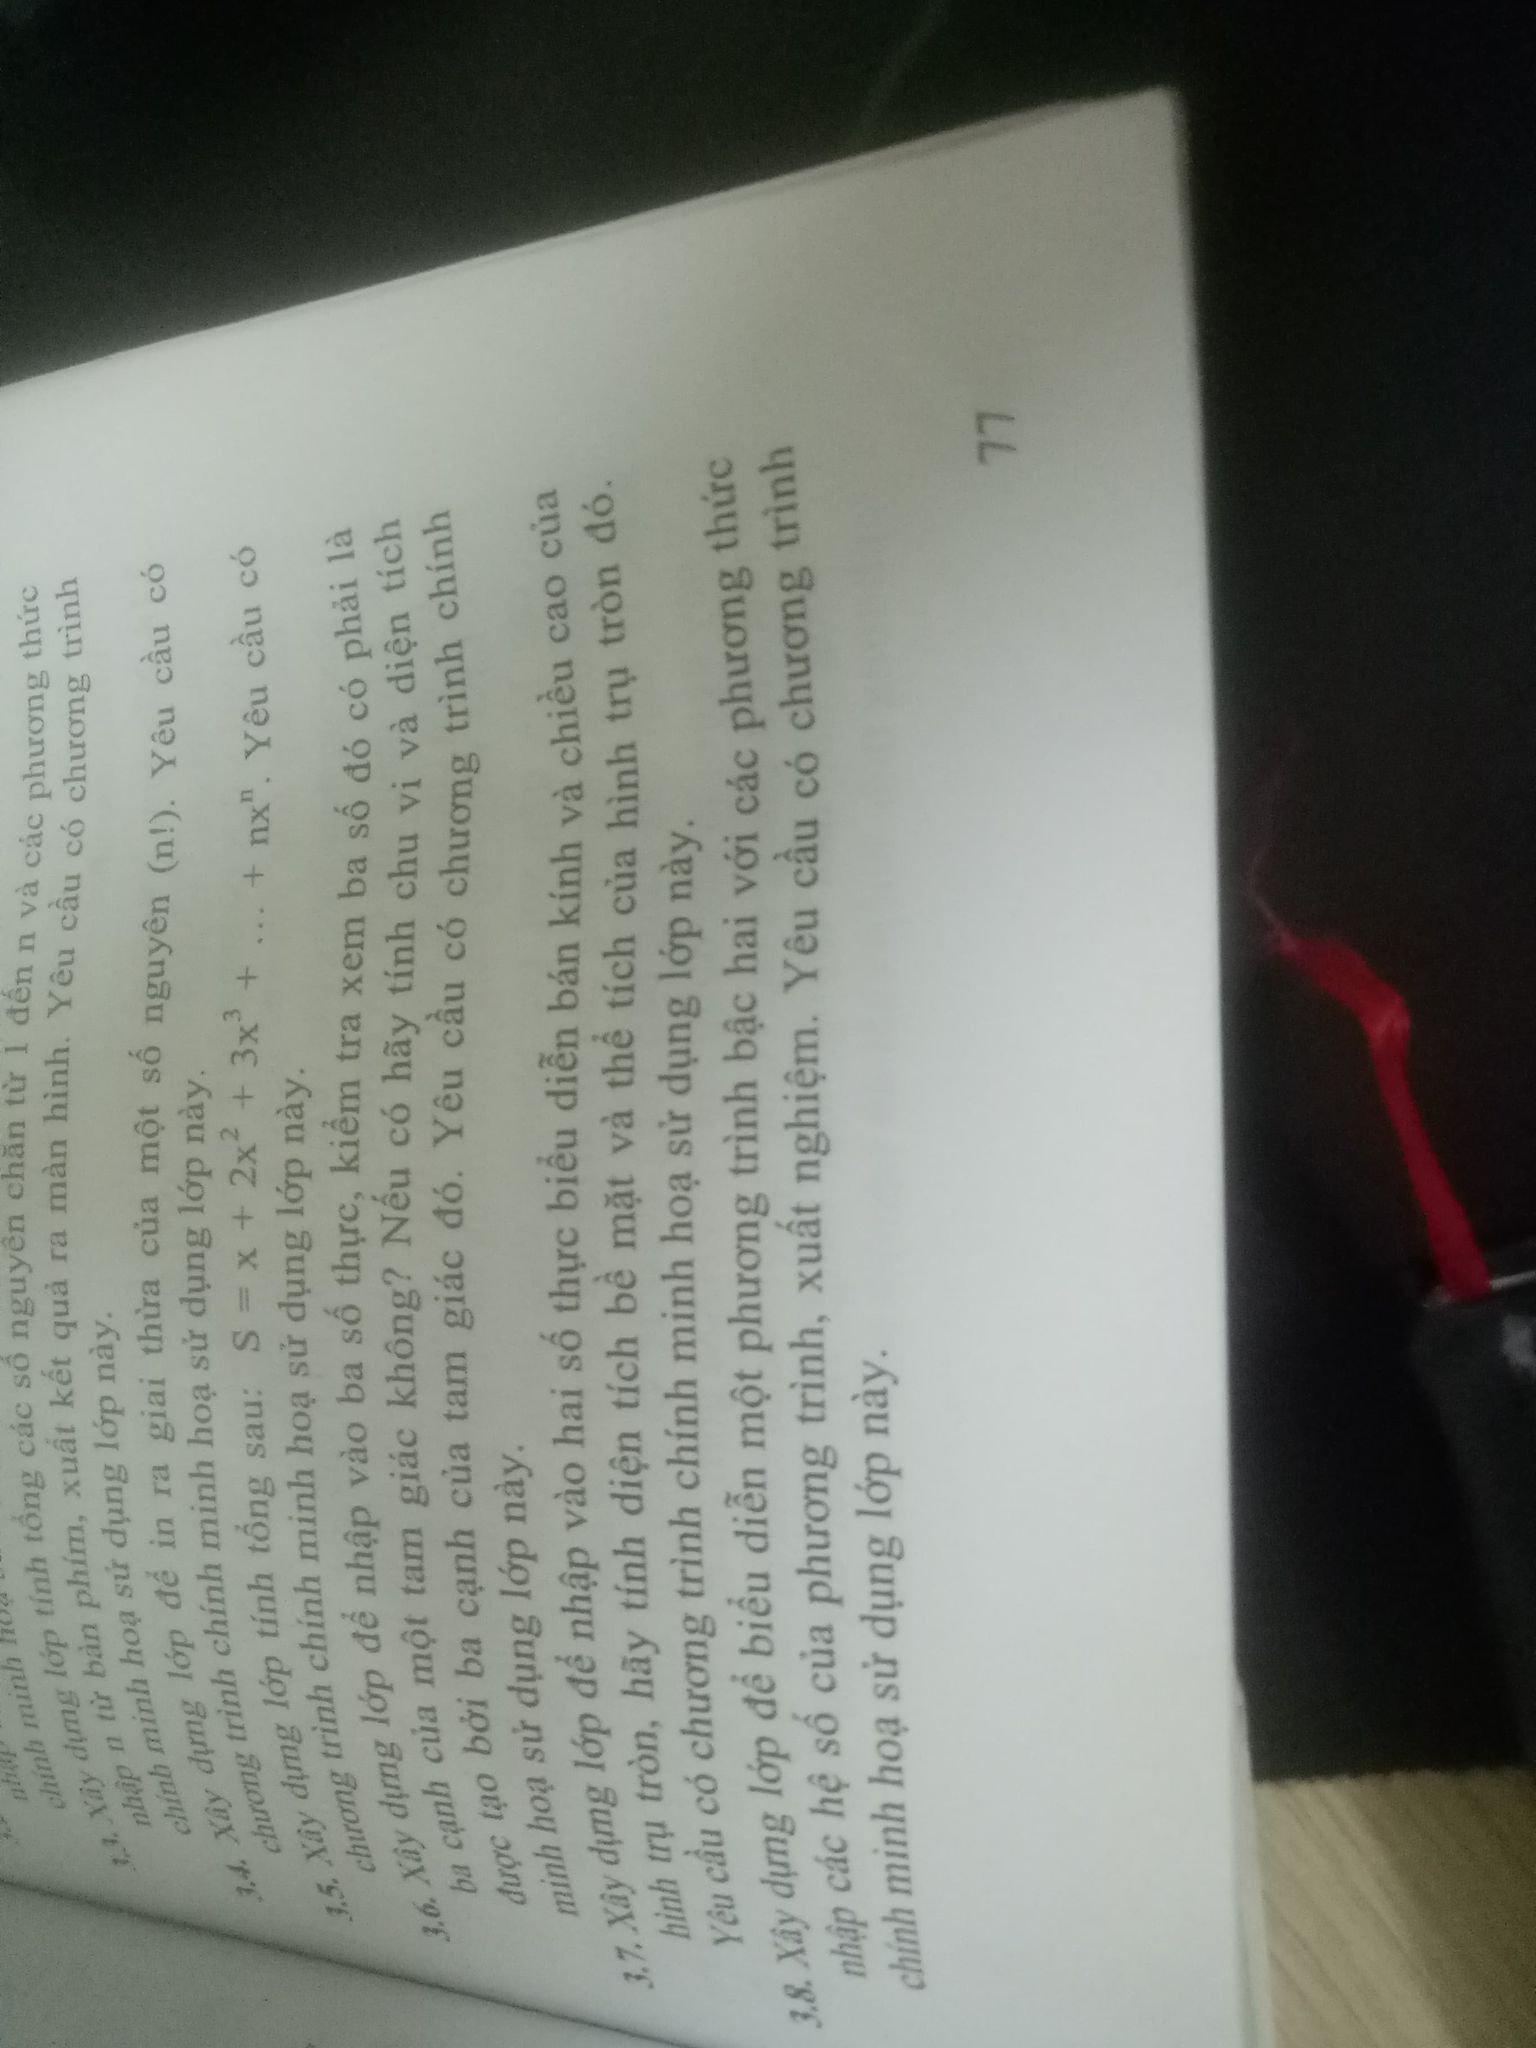 nhập
chính minh hoạ
3.3. Xây dựng lớp tính tổng các số nguyên chẵn từ 1 đến n và các phương thức
nhập n từ bàn phím, xuất kết quả ra màn hình. Yêu cầu có chương trình
chính minh hoạ sử dụng lớp này.
3.4. Xây dựng lớp để in ra giai thừa của một số nguyên (n!). Yêu cầu có
chương trình chính minh hoạ sử dụng lớp này.
3.5. Xây dựng lớp tính tổng sau: S = x + 2x² + 3x³ + ... + nxⁿ. Yêu cầu có
chương trình chính minh hoạ sử dụng lớp này.
3.6. Xây dựng lớp để nhập vào ba số thực, kiểm tra xem ba số đó có phải là
ba cạnh của một tam giác không? Nếu có hãy tính chu vi và diện tích
được tạo bởi ba cạnh của tam giác đó. Yêu cầu có chương trình chính
minh hoạ sử dụng lớp này.
3.7. Xây dựng lớp để nhập vào hai số thực biểu diễn bán kính và chiều cao của
hình trụ tròn, hãy tính diện tích bề mặt và thể tích của hình trụ tròn đó.
Yêu cầu có chương trình chính minh hoạ sử dụng lớp này.
3.8. Xây dựng lớp để biểu diễn một phương trình bậc hai với các phương thức
nhập các hệ số của phương trình, xuất nghiệm. Yêu cầu có chương trình
chính minh hoạ sử dụng lớp này.
77